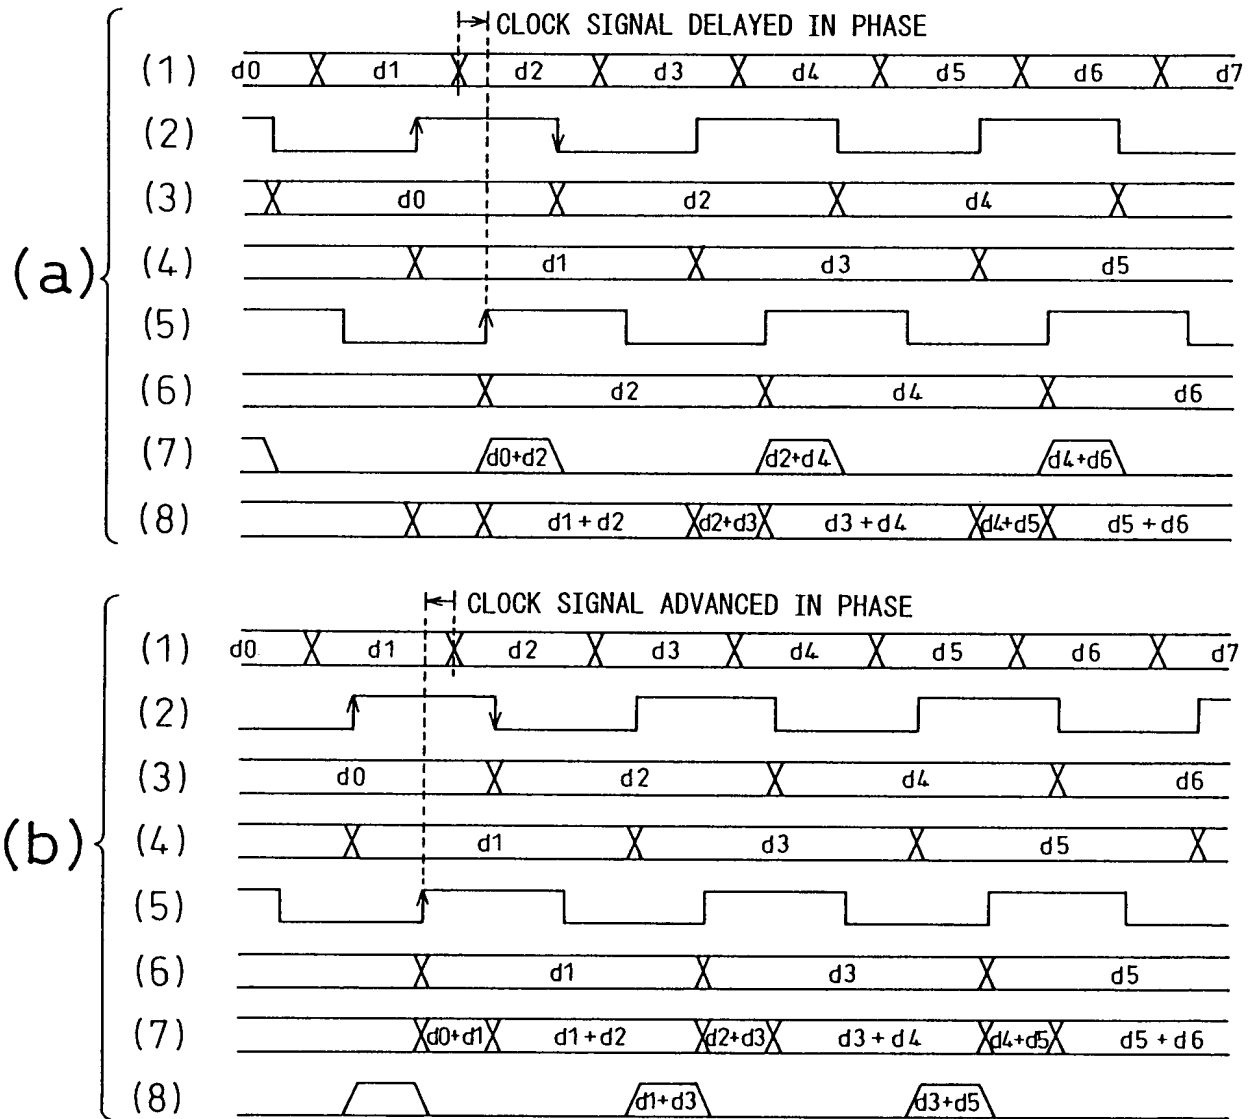 CLOCK SIGNAL DELAYED IN PHASE
(1) d0 d1 d2 d3 d4 d5 d6 d7
(2)
(3) d0 d2 d4
(a) (4) d1 d3 d5
(5)
(6) d2 d4 d6
(7) d0+d2 d2+d4 d4+d6
(8) d1+d2 d2+d3 d3+d4 d4+d5 d5+d6
CLOCK SIGNAL ADVANCED IN PHASE
(1) d0 d1 d2 d3 d4 d5 d6 d7
(2)
(3) d0 d2 d4 d6
(b) (4) d1 d3 d5
(5)
(6) d1 d3 d5
(7) d0+d1 d1+d2 d2+d3 d3+d4 d4+d5 d5+d6
(8) d1+d3 d3+d5